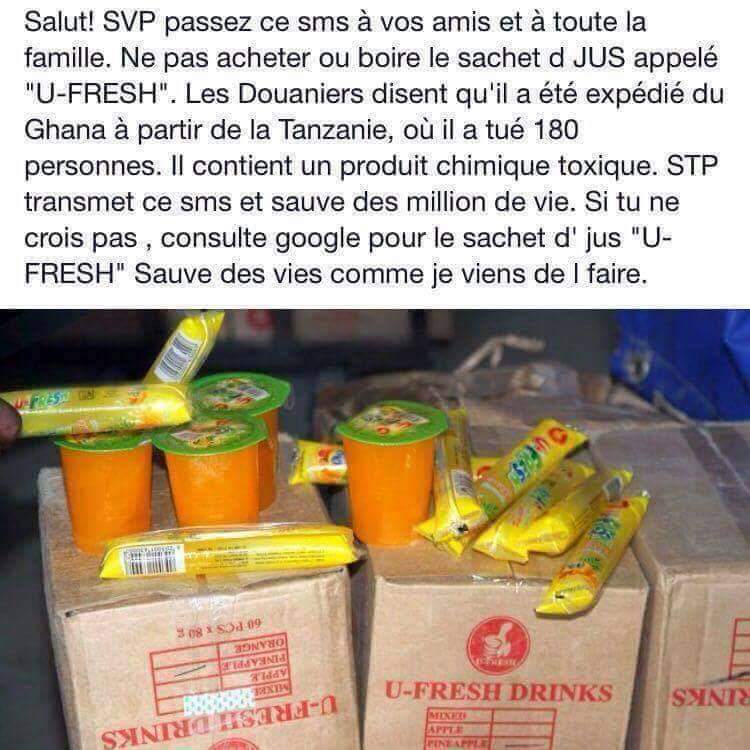 Salut! SVP passez ce sms à vos amis et à toute la
famille. Ne pas acheter ou boire le sachet d JUS appelé
"U-FRESH". Les Douaniers disent qu'il a été expédié du
Ghana à partir de la Tanzanie, où il a tué 180
personnes. Il contient un produit chimique toxique. STP
transmet ce sms et sauve des million de vie. Si tu ne
crois pas , consulte google pour le sachet d' jus "U-
FRESH" Sauve des vies comme je viens de l faire.
U-FRESH
60 PCS x 80 g
ORANGE
PINEAPPLE
APPLE
MIXED
U-FRESH DRINKS
U-FRESH
U-FRESH DRINKS
MIXED
APPLE
PINEAPPLE
DRINKS